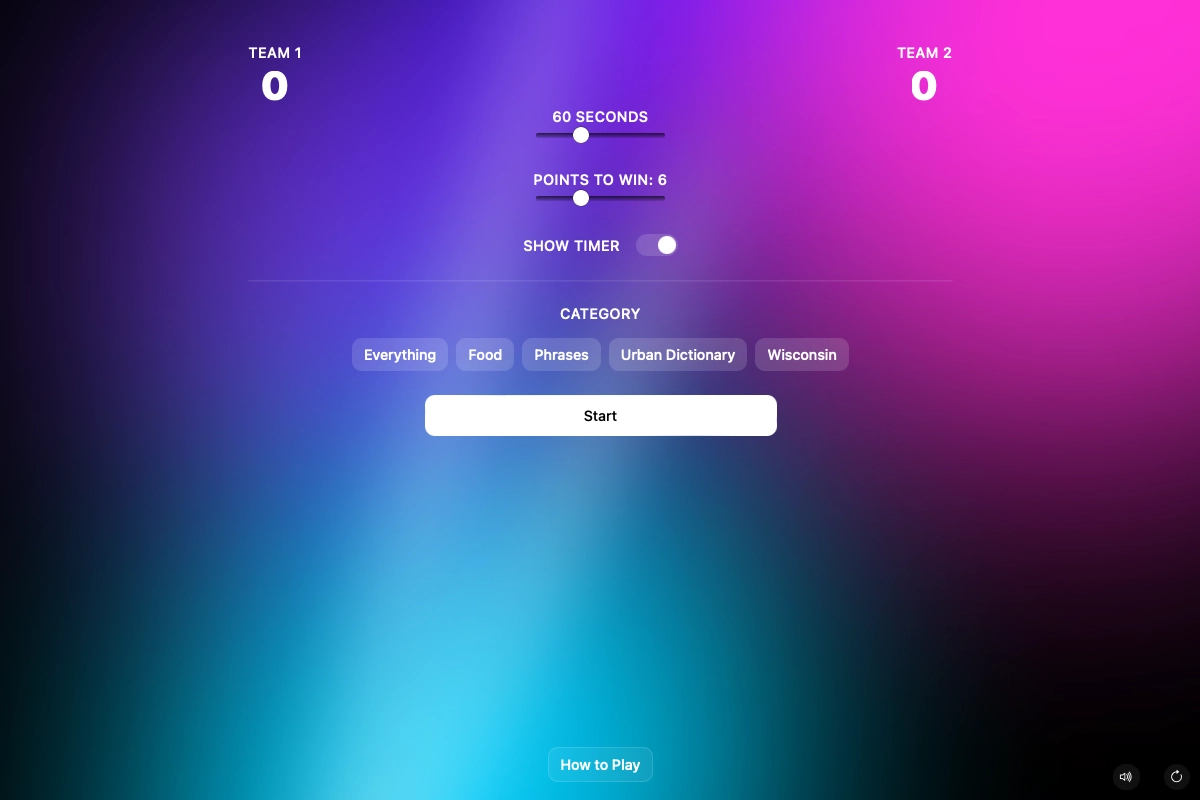 TEAM 1
TEAM 2
0
0
60 SECONDS
POINTS TO WIN: 6
SHOW TIMER
CATEGORY
Everything
Food
Phrases
Urban Dictionary
Wisconsin
Start
How to Play